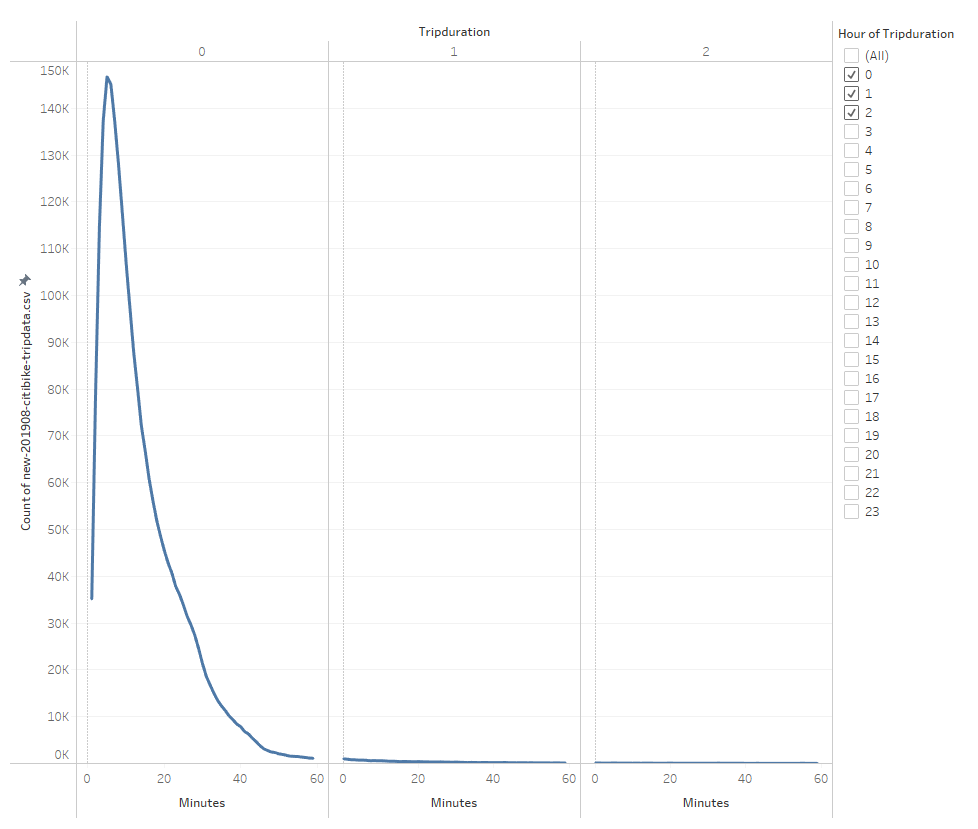 Tripduration
0
1
2
150K
140K
130K
120K
110K
100K
90K
80K
70K
60K
50K
40K
30K
20K
10K
0K
Count of new-201908-citibike-tripdata.csv
0 20 40 60
0 20 40 60
0 20 40 60
Minutes
Minutes
Minutes
Hour of Tripduration
(All)
0
1
2
3
4
5
6
7
8
9
10
11
12
13
14
15
16
17
18
19
20
21
22
23